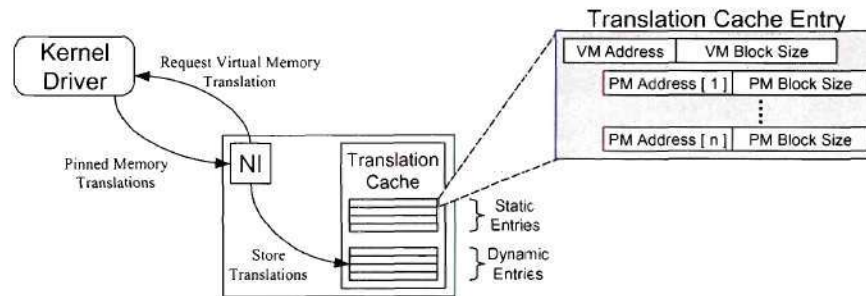 Translation Cache Entry
VM Address
VM Block Size
PM Address [ 1 ]
PM Block Size
PM Address [ n ]
PM Block Size
Kernel
Driver
Request Virtual Memory
Translation
Pinned Memory
Translations
NI
Translation
Cache
Static
Entries
Store
Translations
Dynamic
Entries